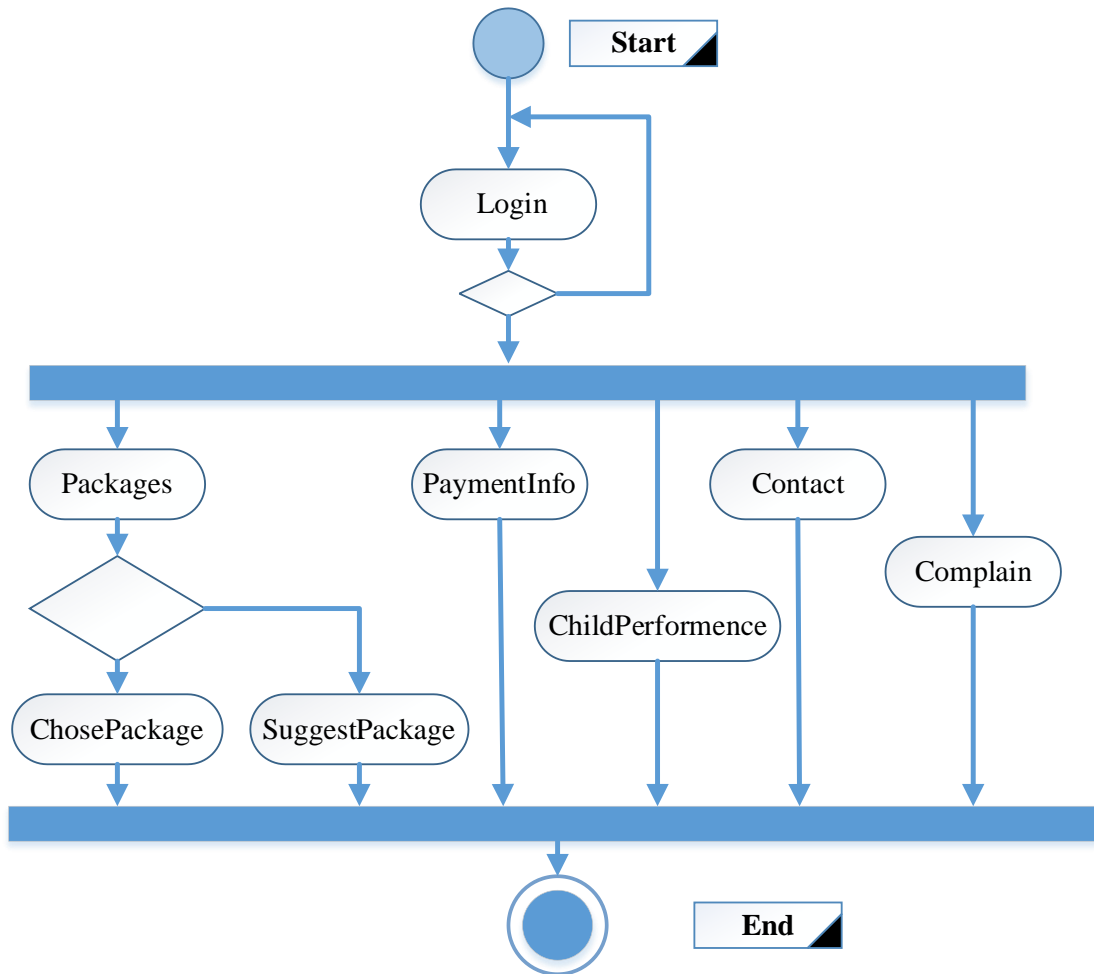 Start
Login
Packages
PaymentInfo
Contact
Complain
ChildPerformence
ChosePackage
SuggestPackage
End